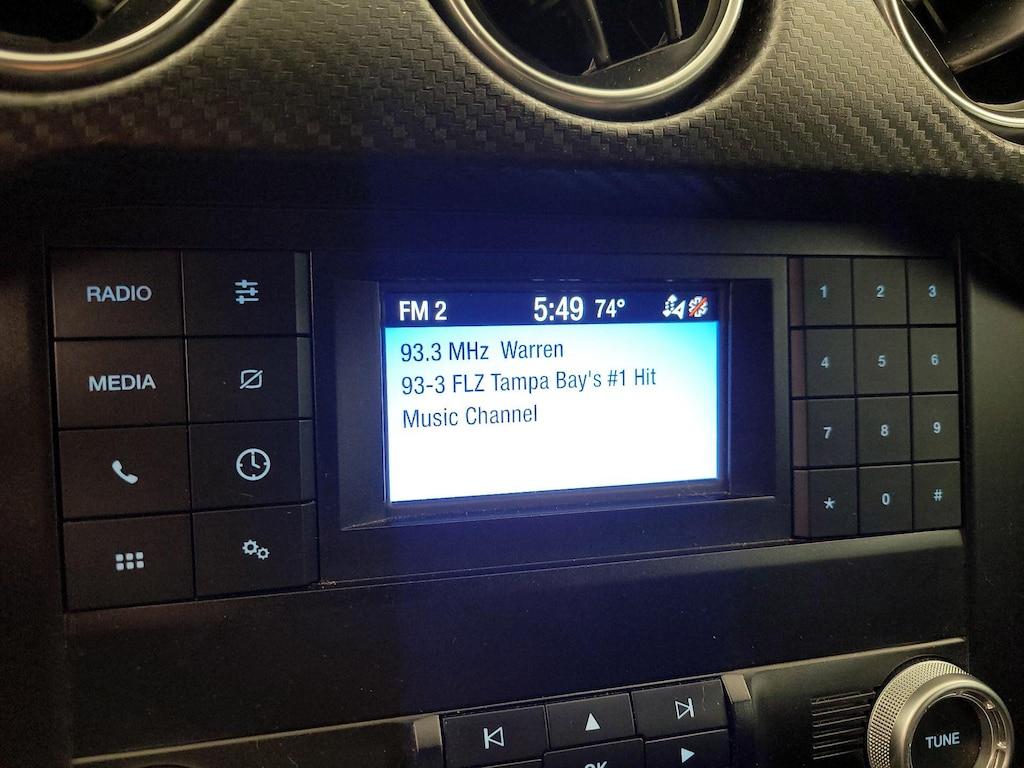 RADIO
MEDIA
FM 2 5:49 74°
93.3 MHz Warren
93-3 FLZ Tampa Bay's #1 Hit
Music Channel
1 2 3
4 5 6
7 8 9
* 0 #
OK
TUNE